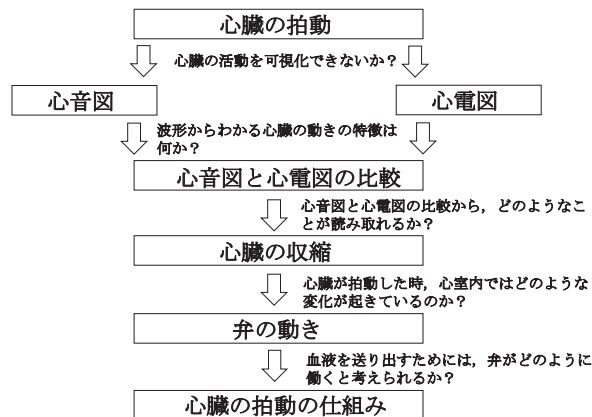 心臓の拍動
心臓の活動を可視化できないか？
心音図
心電図
波形からわかる心臓の動きの特徴は
何か？
心音図と心電図の比較
心音図と心電図の比較から，どのようなこ
とが読み取れるか？
心臓の収縮
心臓が拍動した時，心室内ではどのような
変化が起きているのか？
弁の動き
血液を送り出すためには，弁がどのように
働くと考えられるか？
心臓の拍動の仕組み